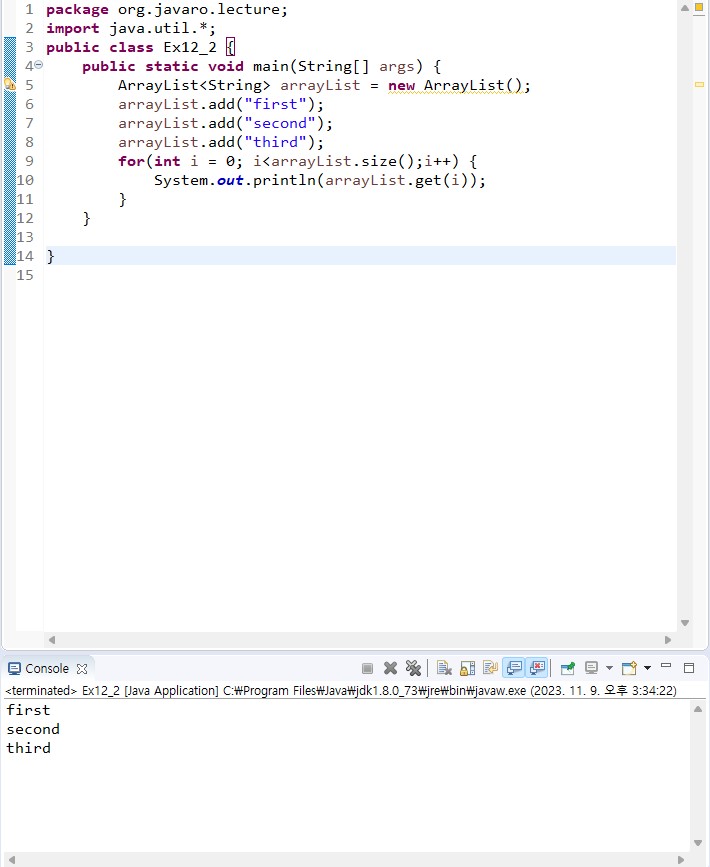 1 package org.javaro.lecture;
2 import java.util.*;
3 public class Ex12_2 {
4     public static void main(String[] args) {
5         ArrayList<String> arrayList = new ArrayList();
6         arrayList.add("first");
7         arrayList.add("second");
8         arrayList.add("third");
9         for(int i = 0; i<arrayList.size();i++) {
10             System.out.println(arrayList.get(i));
11         }
12     }
13
14 }
15
Console
<terminated> Ex12_2 [Java Application] C:₩Program Files₩Java₩jdk1.8.0_73₩jre₩bin₩javaw.exe (2023. 11. 9. 오후 3:34:22)
first
second
third